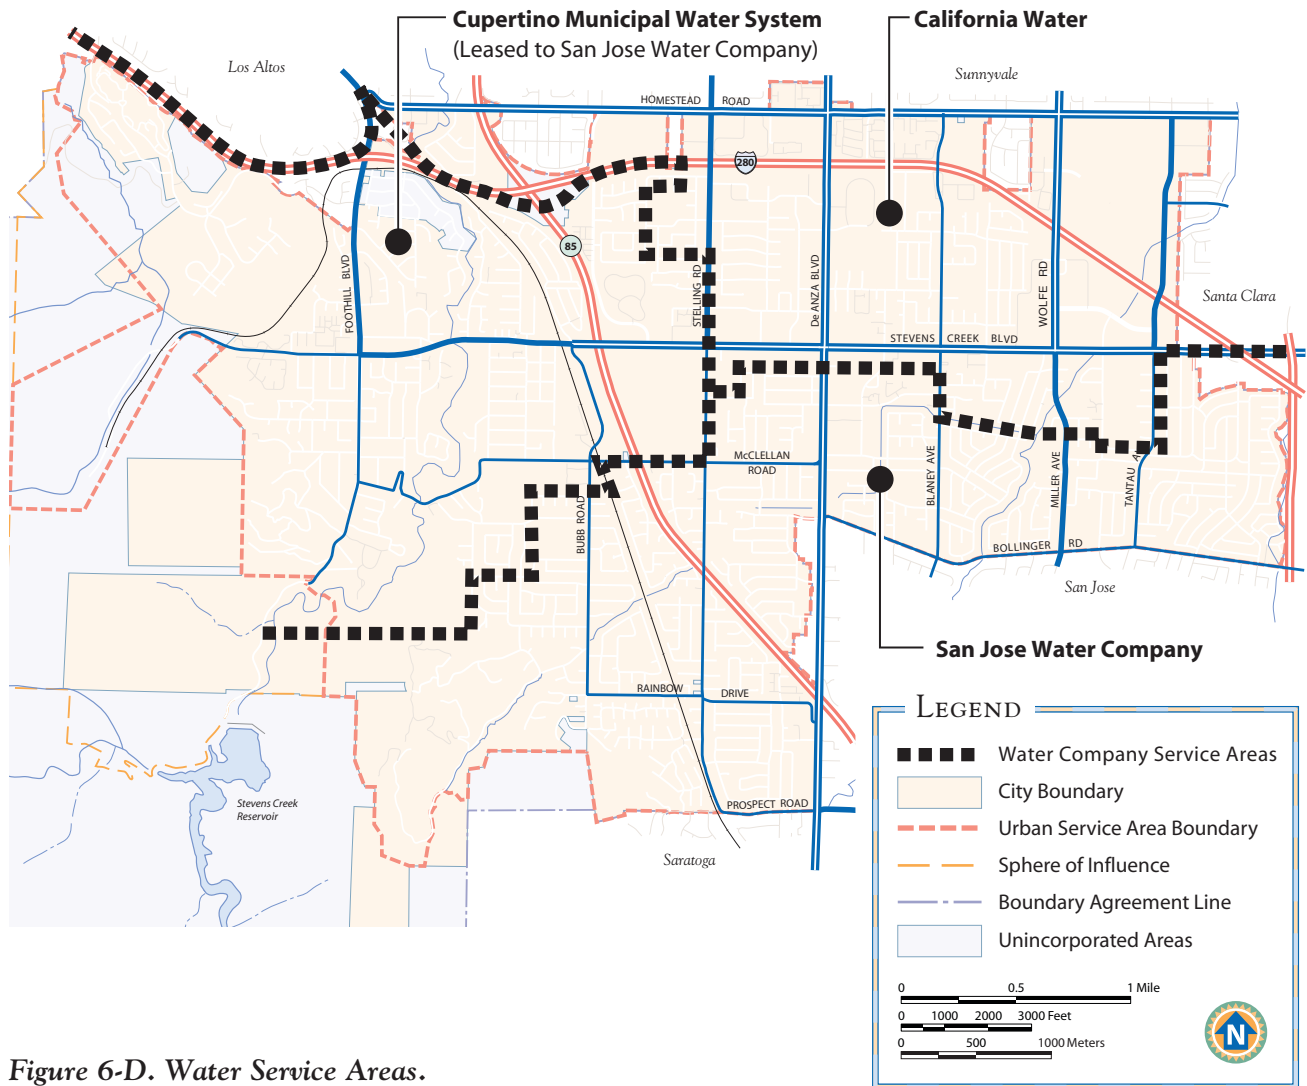 Cupertino Municipal Water System
(Leased to San Jose Water Company)
California Water
Los Altos
Sunnyvale
HOMESTEAD ROAD
280
85
FOOTHILL BLVD
STELLING RD
De ANZA BLVD
WOLFE RD
Santa Clara
STEVENS CREEK BLVD
McCLELLAN
ROAD
BLANEY AVE
MILLER AVE
TANTAU A
BUBB ROAD
BOLLINGER RD
San Jose
San Jose Water Company
RAINBOW DRIVE
Stevens Creek
Reservoir
PROSPECT ROAD
Saratoga
LEGEND
Water Company Service Areas
City Boundary
Urban Service Area Boundary
Sphere of Influence
Boundary Agreement Line
Unincorporated Areas
0 0.5 1 Mile
0 1000 2000 3000 Feet
0 500 1000 Meters
N
Figure 6-D. Water Service Areas.